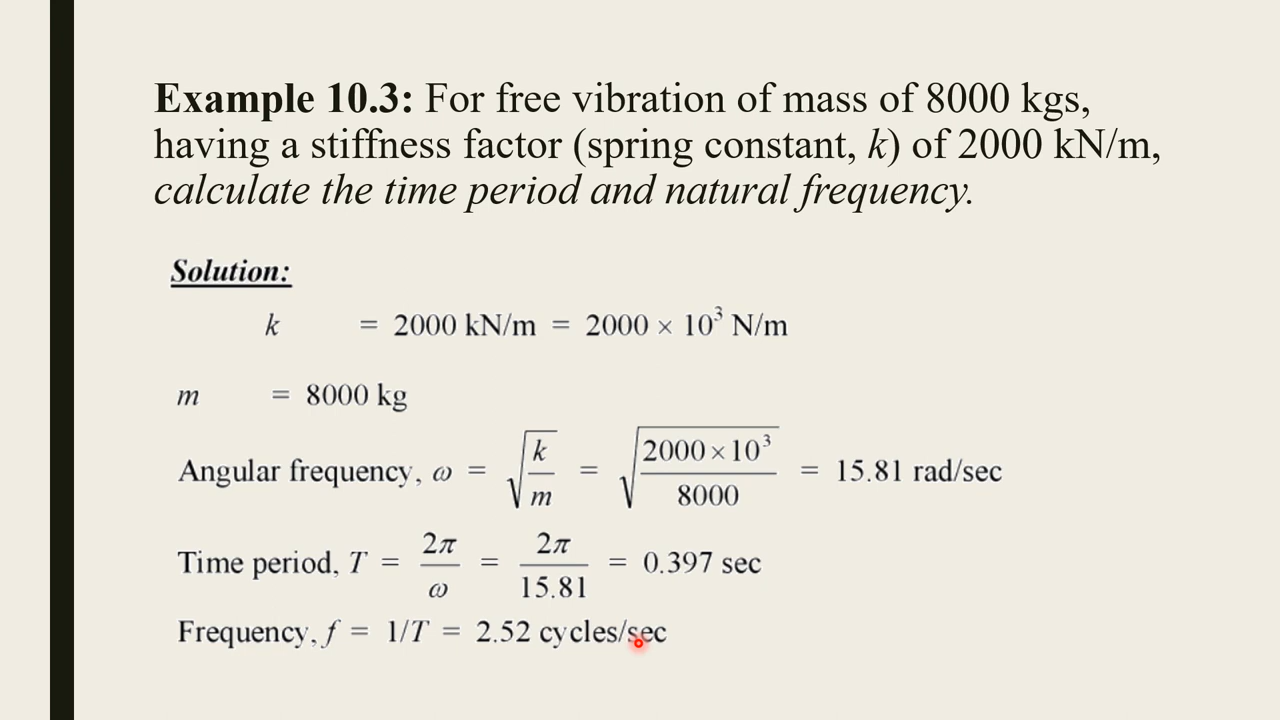 Example 10.3: For free vibration of mass of 8000 kgs,
having a stiffness factor (spring constant, k) of 2000 kN/m,
calculate the time period and natural frequency.
Solution:
k = 2000 kN/m = 2000 × 10³ N/m
m = 8000 kg
Angular frequency, ω = √(k/m) = √(2000×10³/8000) = 15.81 rad/sec
Time period, T = 2π/ω = 2π/15.81 = 0.397 sec
Frequency, f = 1/T = 2.52 cycles/sec